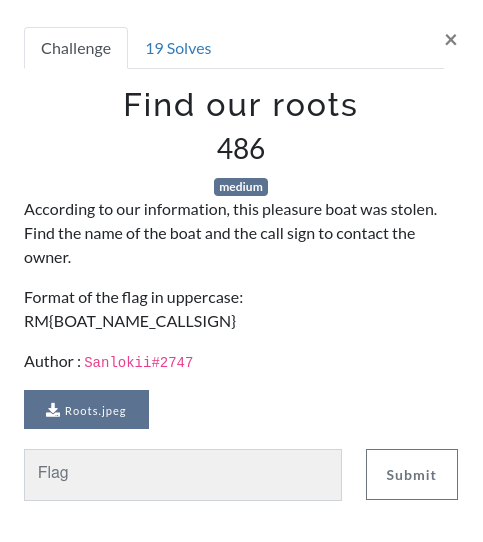 Challenge
19 Solves
×
Find our roots
486
medium
According to our information, this pleasure boat was stolen.
Find the name of the boat and the call sign to contact the
owner.
Format of the flag in uppercase:
RM{BOAT_NAME_CALLSIGN}
Author : Sanlokii#2747
Roots.jpeg
Flag
Submit